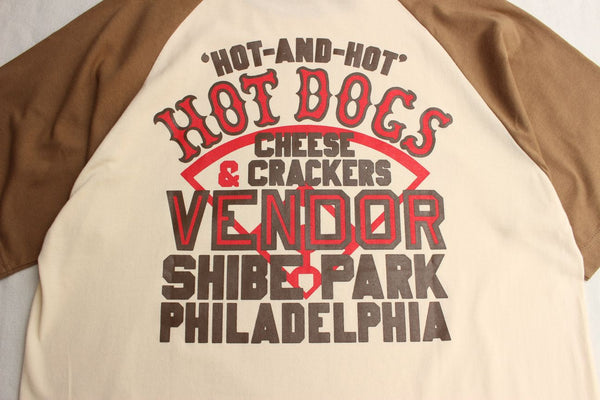 'HOT-AND-HOT'
HOT DOGS
CHEESE
& CRACKERS
VENDOR
SHIBE PARK
PHILADELPHIA